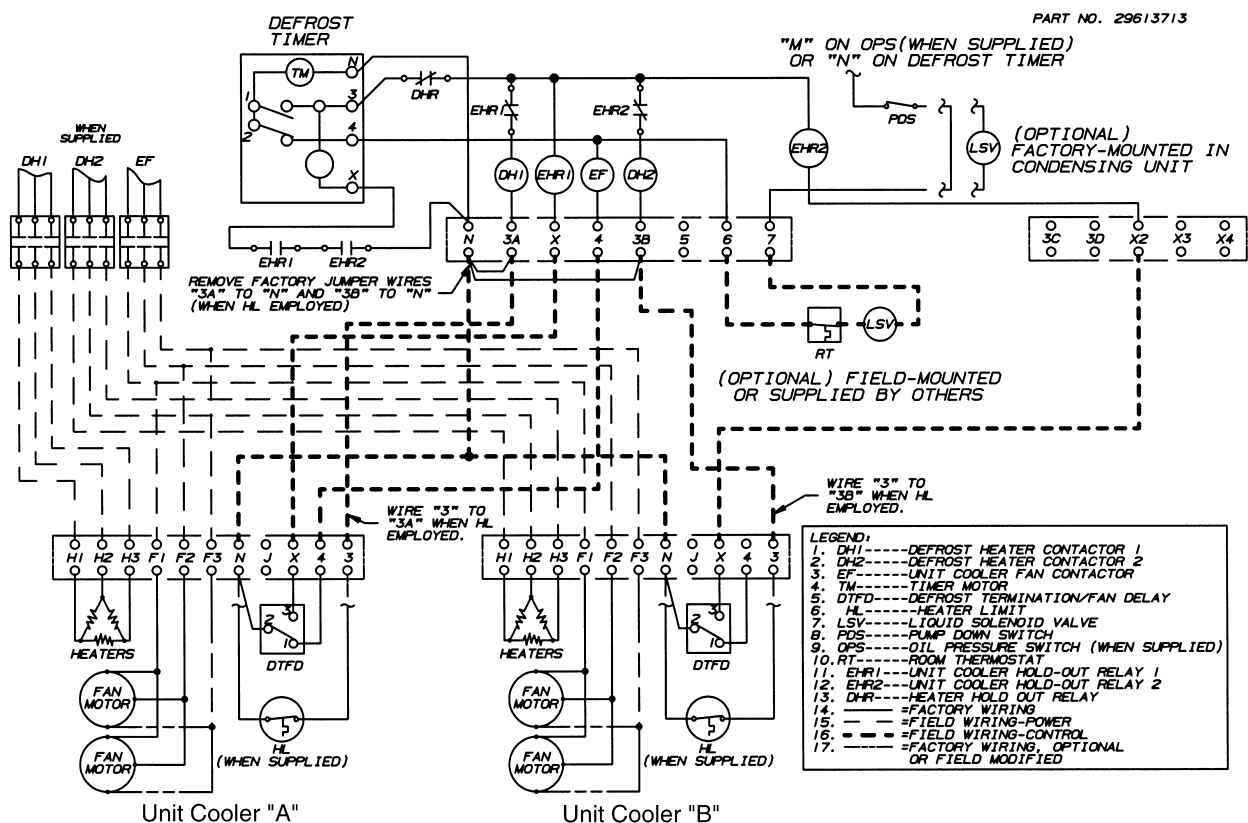 PART NO. 29613713
DEFROST
TIMER
"M" ON OPS(WHEN SUPPLIED)
OR "N" ON DEFROST TIMER
TM
N
1
3
2
4
X
DHR
EHR1
EHR2
PDS
LSV
(OPTIONAL)
FACTORY-MOUNTED IN
CONDENSING UNIT
WHEN
SUPPLIED
DH1
DH2
EF
DH1
EHR1
EF
DH2
EHR2
N
3A
X
4
3B
5
6
7
3C
3D
X2
X3
X4
EHR1
EHR2
REMOVE FACTORY JUMPER WIRES
"3A" TO "N" AND "3B" TO "N"
(WHEN HL EMPLOYED)
RT
LSV
(OPTIONAL) FIELD-MOUNTED
OR SUPPLIED BY OTHERS
WIRE "3" TO
"3A" WHEN HL
EMPLOYED.
WIRE "3" TO
"3B" WHEN HL
EMPLOYED.
H1
H2
H3
F1
F2
F3
N
J
X
4
3
H1
H2
H3
F1
F2
F3
N
J
X
4
3
HEATERS
2
3
1
DTFD
FAN
MOTOR
FAN
MOTOR
HL
(WHEN SUPPLIED)
Unit Cooler "A"
HEATERS
2
3
1
DTFD
FAN
MOTOR
FAN
MOTOR
HL
(WHEN SUPPLIED)
Unit Cooler "B"
LEGEND:
1. DH1-----DEFROST HEATER CONTACTOR 1
2. DH2-----DEFROST HEATER CONTACTOR 2
3. EF------UNIT COOLER FAN CONTACTOR
4. TM------TIMER MOTOR
5. DTFD----DEFROST TERMINATION/FAN DELAY
6. HL------HEATER LIMIT
7. LSV-----LIQUID SOLENOID VALVE
8. PDS-----PUMP DOWN SWITCH
9. OPS-----OIL PRESSURE SWITCH (WHEN SUPPLIED)
10. RT-----ROOM THERMOSTAT
11. EHR1---UNIT COOLER HOLD-OUT RELAY 1
12. EHR2---UNIT COOLER HOLD-OUT RELAY 2
13. DHR----HEATER HOLD OUT RELAY
14. =FACTORY WIRING
15. =FIELD WIRING-POWER
16. =FIELD WIRING-CONTROL
17. =FACTORY WIRING, OPTIONAL
OR FIELD MODIFIED